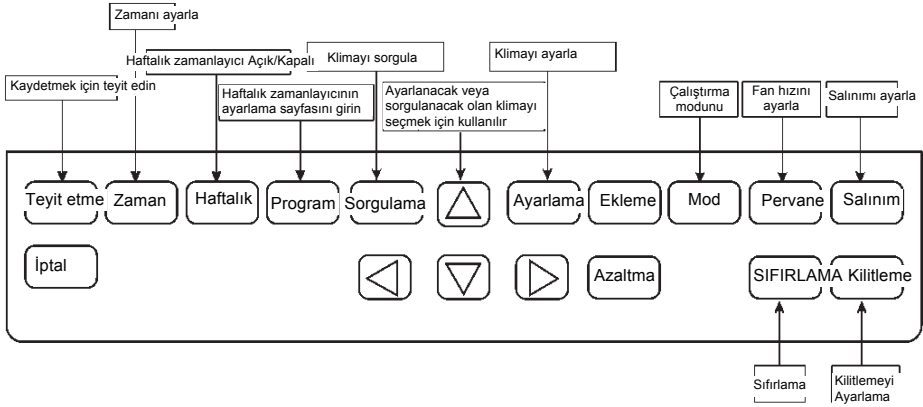 Zamanı ayarla
Haftalık zamanlayıcı Açık/Kapalı
Klimayı sorgula
Klimayı ayarla
Kaydetmek için teyit edin
Haftalık zamanlayıcının
ayarlama sayfasını girin
Ayarlanacak veya
sorgulanacak olan klimayı
seçmek için kullanılır
Çalıştırma
modunu
Fan hızını
ayarla
Salınımı ayarla
Teyit etme
Zaman
Haftalık
Program
Sorgulama
Ayarlama
Ekleme
Mod
Pervane
Salınım
İptal
Azaltma
SIFIRLAMA
Kilitleme
Sıfırlama
Kilitlemeyi
Ayarlama